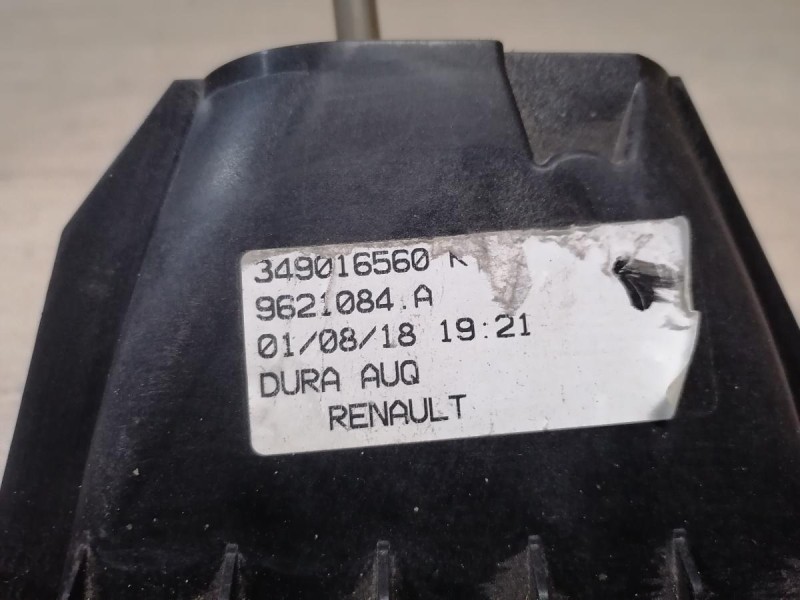 349016560
9621084.A
01/08/18 19:21
DURA AUQ
RENAULT